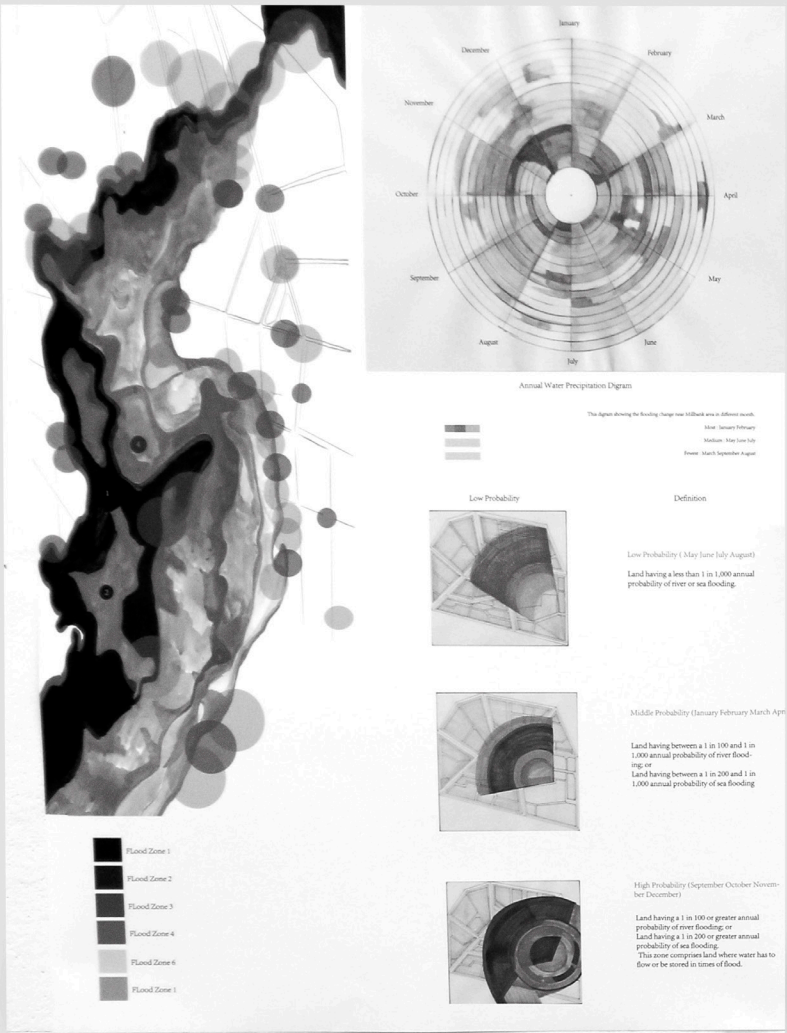 January
February
March
April
May
June
July
August
September
October
November
December
Annual Water Precipitation Digram
This digram showing the flooding change near Millbank area in different month.
Most : January February
Medium : May June July
Fewest : March September August
Low Probability
Definition
Low Probability ( May June July August)
Land having a less than 1 in 1,000 annual
probability of river or sea flooding.
Middle Probability (January February March Apr
Land having between a 1 in 100 and 1 in
1,000 annual probability of river flood-
ing; or
Land having between a 1 in 200 and 1 in
1,000 annual probability of sea flooding
High Probability (September October Novem-
ber December)
Land having a 1 in 100 or greater annual
probability of river flooding; or
Land having a 1 in 200 or greater annual
probability of sea flooding.
This zone comprises land where water has to
flow or be stored in times of flood.
FLood Zone 1
FLood Zone 2
FLood Zone 3
FLood Zone 4
FLood Zone 6
FLood Zone 1